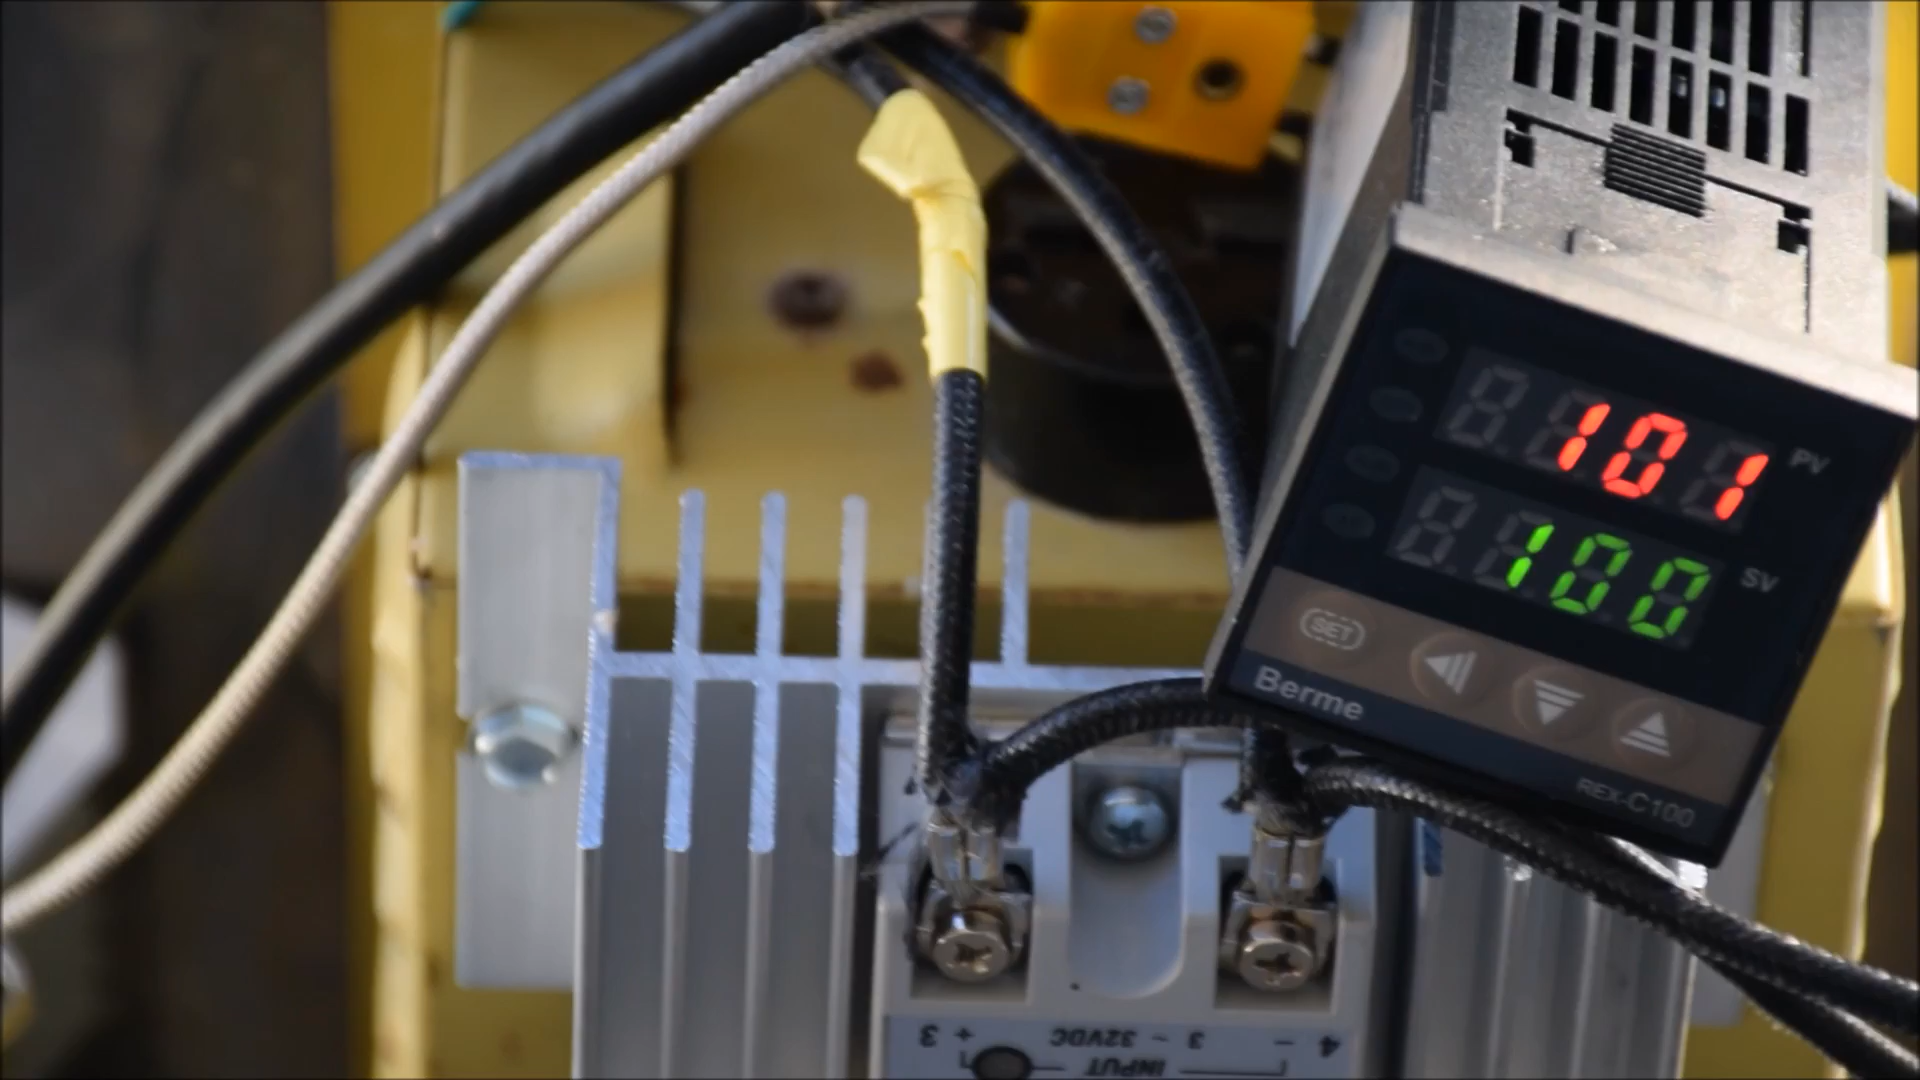 101 PV
100 SV
SET
Berme
REX-C100
3 + 32VDC ~ 3 - 4
INPUT